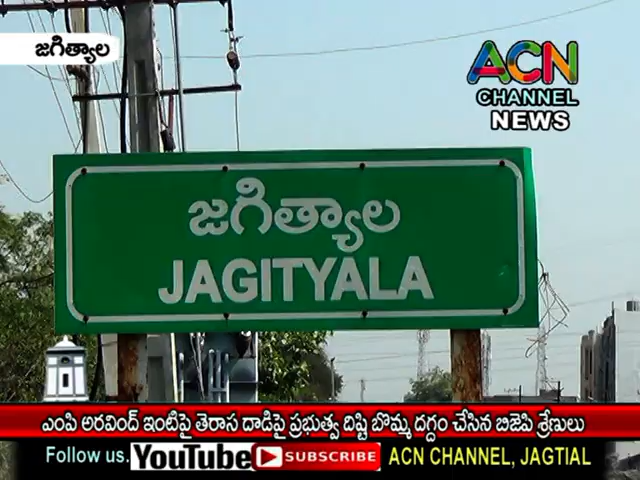 జగిత్యాల
ACN
CHANNEL
NEWS
జగిత్యాల
JAGITYALA
ఎంపి అరవింద్ ఇంటిపై తెరాస దాడిపై ప్రభుత్వ దిష్టి బొమ్మ దగ్దం చేసిన బిజెపి శ్రేణులు
Follow us. YouTube SUBSCRIBE ACN CHANNEL, JAGTIAL